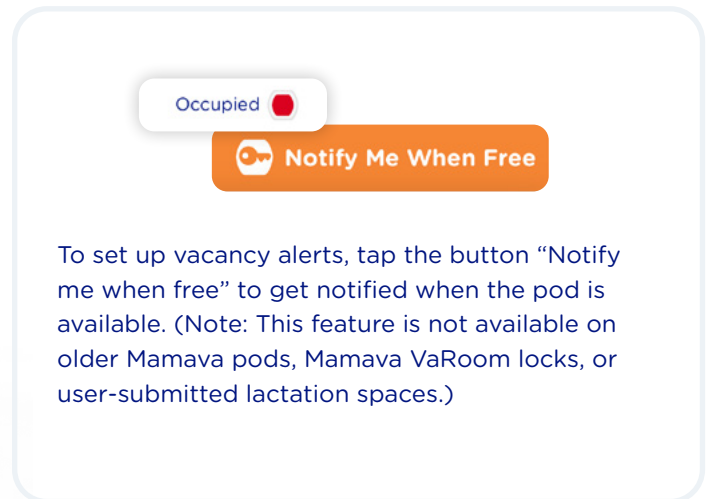 Occupied
Notify Me When Free
To set up vacancy alerts, tap the button “Notify
me when free” to get notified when the pod is
available. (Note: This feature is not available on
older Mamava pods, Mamava VaRoom locks, or
user-submitted lactation spaces.)